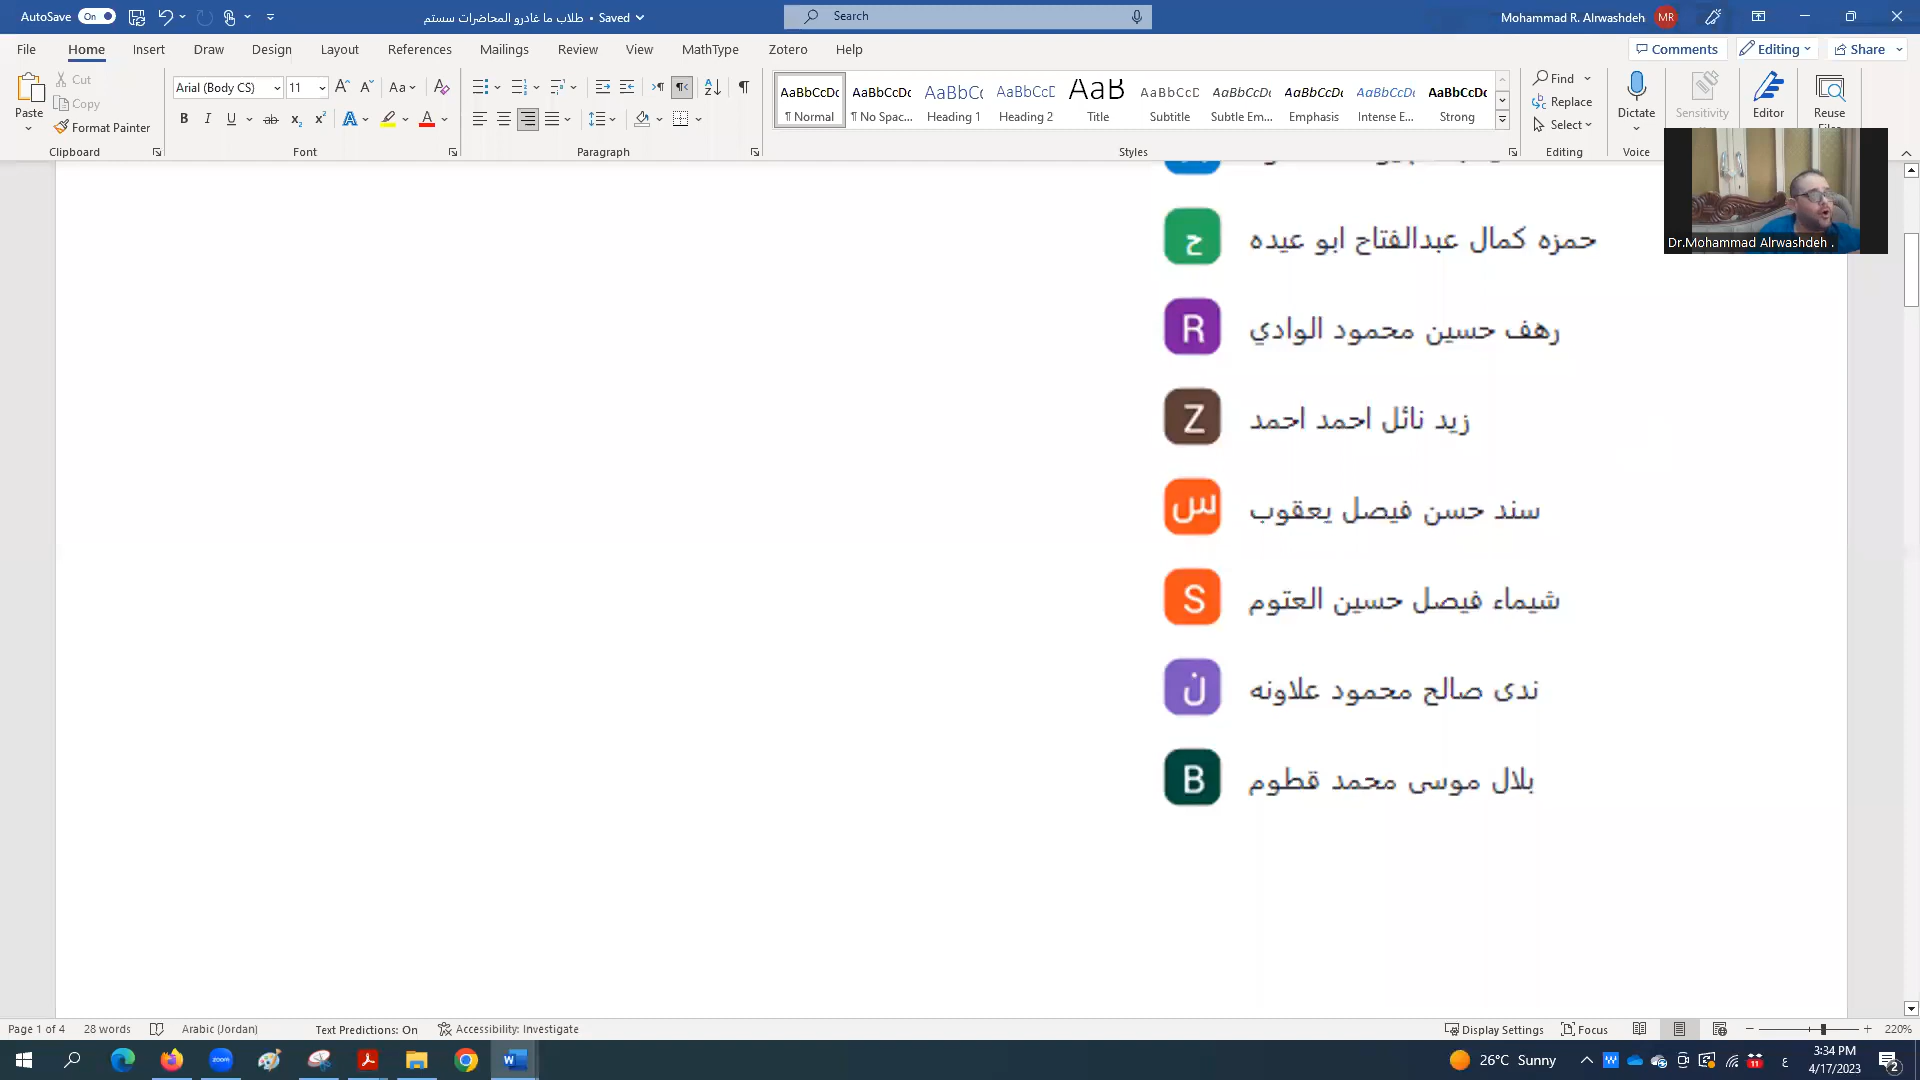 AutoSave On طلاب ما غادرو المحاضرات سستم • Saved Search Mohammad R. Alrwashdeh MR
File Home Insert Draw Design Layout References Mailings Review View MathType Zotero Help Comments Editing Share
Paste Cut Copy Format Painter Clipboard
Arial (Body CS) 11 Aa Font
Paragraph
AaBbCcDc ¶ Normal
AaBbCcDc ¶ No Spac...
AaBbCc Heading 1
AaBbCcD Heading 2
AaB Title
AaBbCcD Subtitle
AaBbCcDc Subtle Em...
AaBbCcDc Emphasis
AaBbCcDc Intense E...
AaBbCcDc Strong
Styles
Find Replace Select Editing
Dictate Voice
Sensitivity
Editor
Reuse
Dr.Mohammad Alrwashdeh .
ح حمزه كمال عبدالفتاح ابو عيده
R رهف حسين محمود الوادي
Z زيد نائل احمد احمد
س سند حسن فيصل يعقوب
S شيماء فيصل حسين العتوم
ن ندى صالح محمود علاونه
B بلال موسى محمد قطوم
Page 1 of 4 28 words Arabic (Jordan) Text Predictions: On Accessibility: Investigate Display Settings Focus 220%
zoom 26°C Sunny 11 ع 3:34 PM
4/17/2023 2